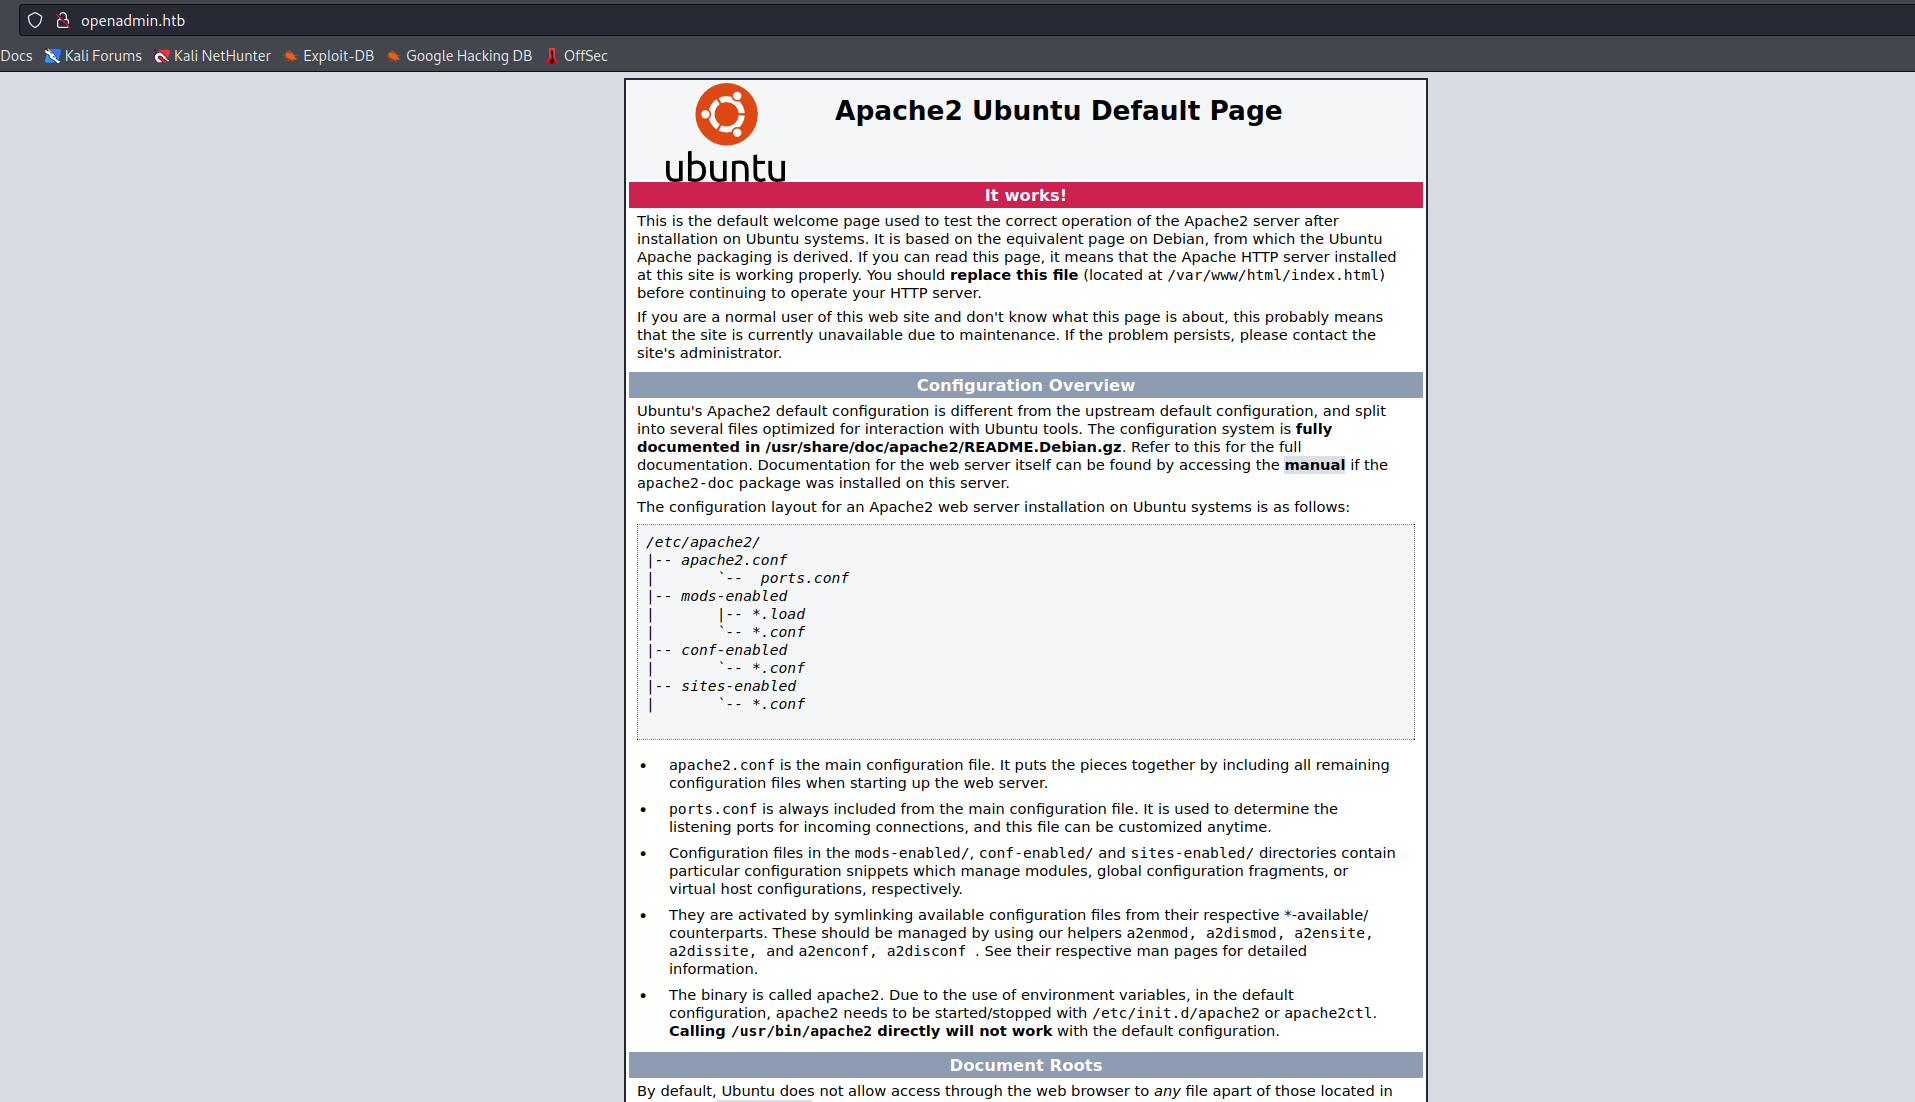 openadmin.htb
Docs Kali Forums Kali NetHunter Exploit-DB Google Hacking DB OffSec
ubuntu
Apache2 Ubuntu Default Page
It works!
This is the default welcome page used to test the correct operation of the Apache2 server after
installation on Ubuntu systems. It is based on the equivalent page on Debian, from which the Ubuntu
Apache packaging is derived. If you can read this page, it means that the Apache HTTP server installed
at this site is working properly. You should replace this file (located at /var/www/html/index.html)
before continuing to operate your HTTP server.
If you are a normal user of this web site and don't know what this page is about, this probably means
that the site is currently unavailable due to maintenance. If the problem persists, please contact the
site's administrator.
Configuration Overview
Ubuntu's Apache2 default configuration is different from the upstream default configuration, and split
into several files optimized for interaction with Ubuntu tools. The configuration system is fully
documented in /usr/share/doc/apache2/README.Debian.gz. Refer to this for the full
documentation. Documentation for the web server itself can be found by accessing the manual if the
apache2-doc package was installed on this server.
The configuration layout for an Apache2 web server installation on Ubuntu systems is as follows:
/etc/apache2/
|-- apache2.conf
|       `--  ports.conf
|-- mods-enabled
|       |-- *.load
|       `-- *.conf
|-- conf-enabled
|       `-- *.conf
|-- sites-enabled
|       `-- *.conf
• apache2.conf is the main configuration file. It puts the pieces together by including all remaining
configuration files when starting up the web server.
• ports.conf is always included from the main configuration file. It is used to determine the
listening ports for incoming connections, and this file can be customized anytime.
• Configuration files in the mods-enabled/, conf-enabled/ and sites-enabled/ directories contain
particular configuration snippets which manage modules, global configuration fragments, or
virtual host configurations, respectively.
• They are activated by symlinking available configuration files from their respective *-available/
counterparts. These should be managed by using our helpers a2enmod, a2dismod, a2ensite,
a2dissite, and a2enconf, a2disconf . See their respective man pages for detailed
information.
• The binary is called apache2. Due to the use of environment variables, in the default
configuration, apache2 needs to be started/stopped with /etc/init.d/apache2 or apache2ctl.
Calling /usr/bin/apache2 directly will not work with the default configuration.
Document Roots
By default, Ubuntu does not allow access through the web browser to any file apart of those located in